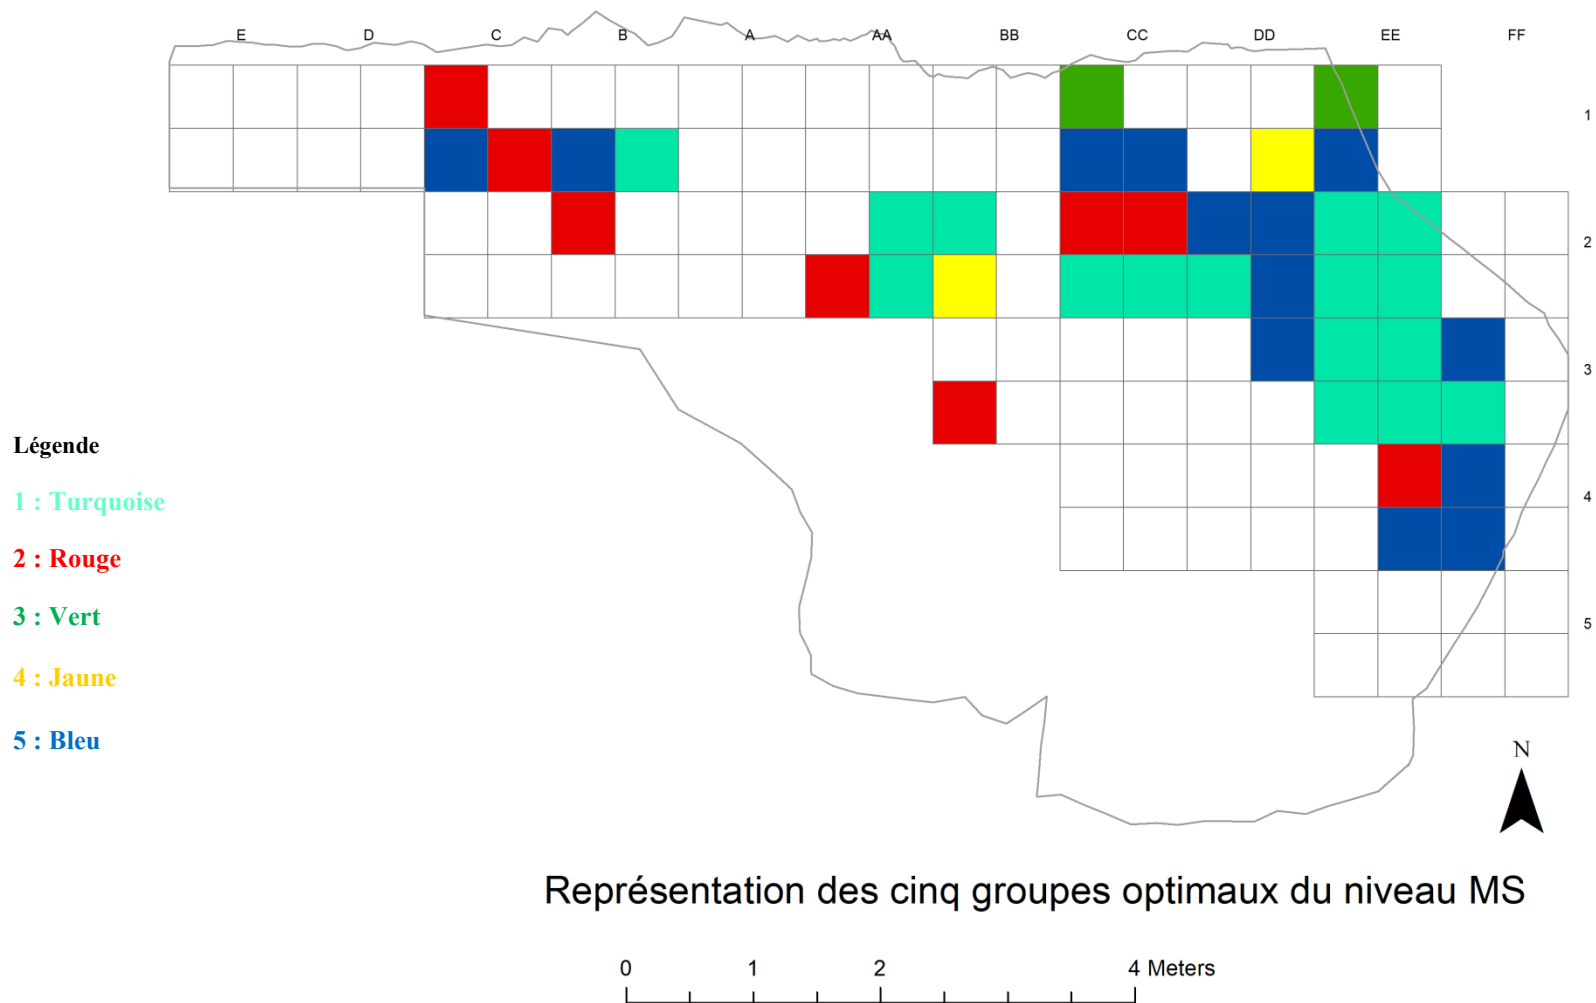 E D C B A AA BB CC DD EE FF
1
2
3
4
5
Légende
1 : Turquoise
2 : Rouge
3 : Vert
4 : Jaune
5 : Bleu
N
Représentation des cinq groupes optimaux du niveau MS
0 1 2 4 Meters